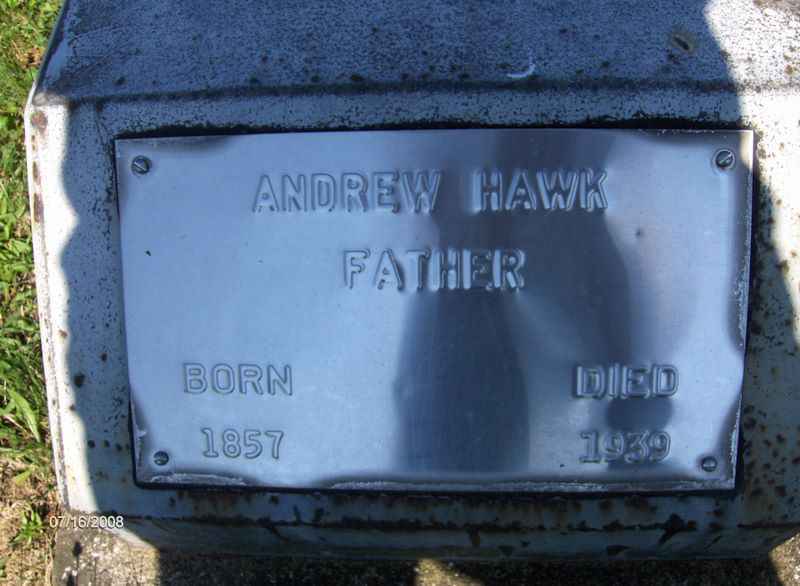 ANDREW HAWK
FATHER
BORN DIED
1857 1939
07/16/2008